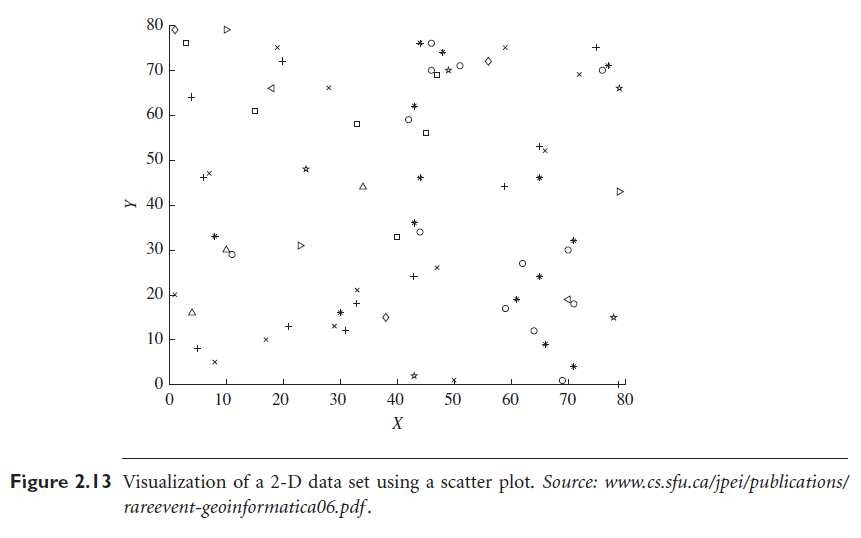 80
70
60
50
40
30
20
10
0
Y
0 10 20 30 40 50 60 70 80
X
Figure 2.13 Visualization of a 2-D data set using a scatter plot. Source: www.cs.sfu.ca/jpei/publications/
rareevent-geoinformatica06.pdf.